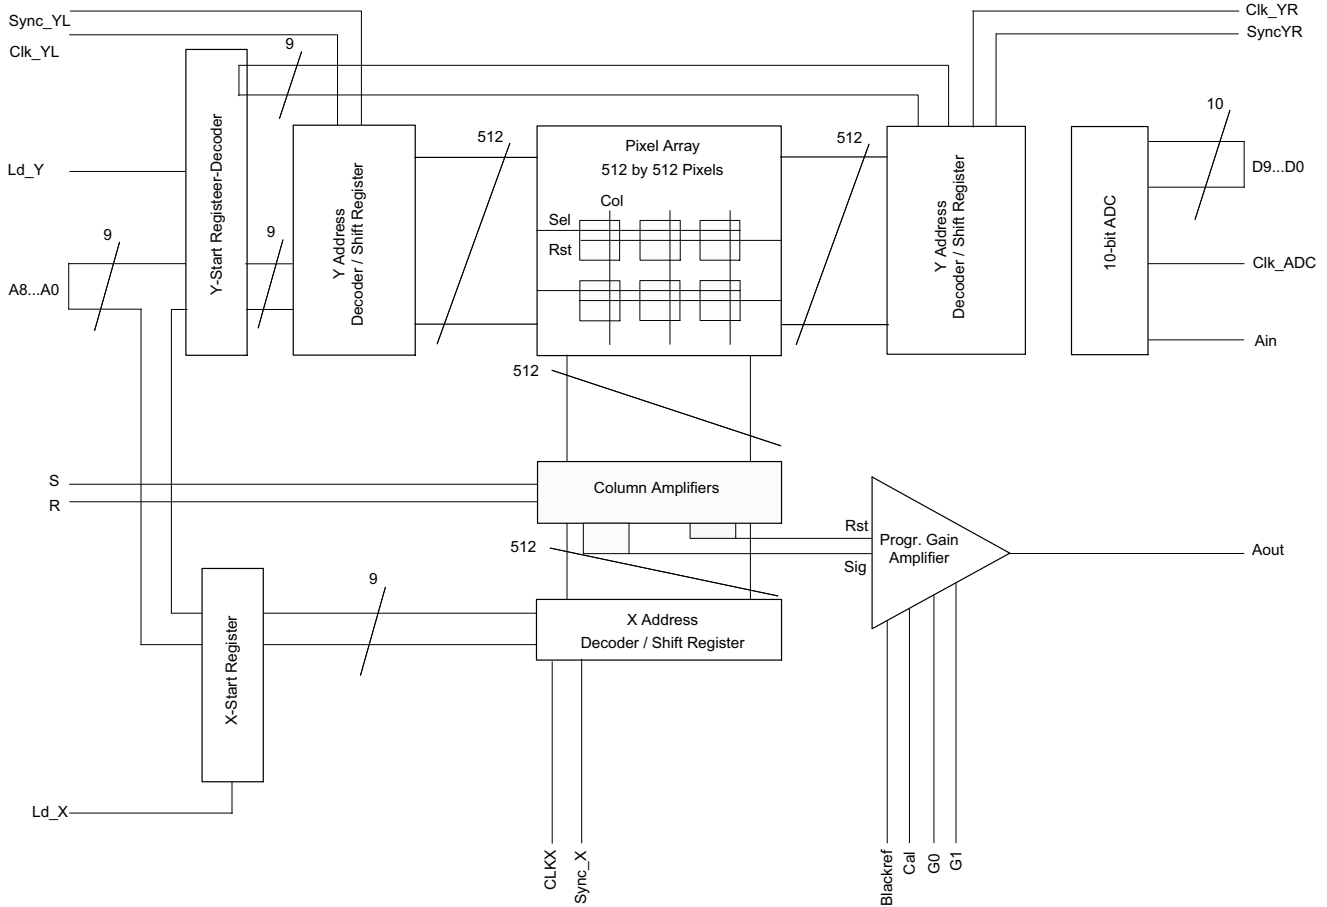 Sync_YL
Clk_YL
Clk_YR
SyncYR
9
Y-Start Registeer-Decoder
Ld_Y
9
A8...A0
9
Y Address
Decoder / Shift Register
512
Pixel Array
512 by 512 Pixels
Col
Sel
Rst
512
Y Address
Decoder / Shift Register
10-bit ADC
10
D9...D0
Clk_ADC
Ain
512
S
R
Column Amplifiers
512
Rst
Sig
Progr. Gain
Amplifier
Aout
X-Start Register
9
X Address
Decoder / Shift Register
Ld_X
CLKX
Sync_X
Blackref
Cal
G0
G1